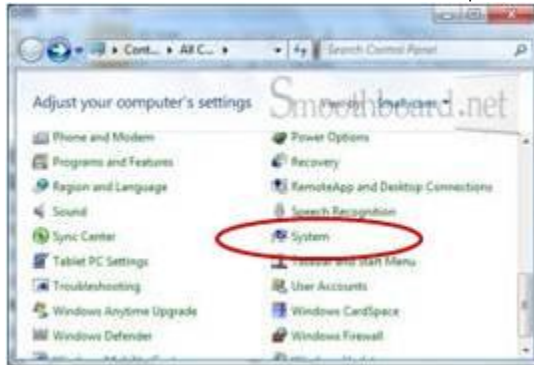 Cont... ▸ All C... ▸
Search Control Panel
Adjust your computer's settings
Smoothboard.net
Phone and Modem
Power Options
Programs and Features
Recovery
Region and Language
RemoteApp and Desktop Connections
Sound
Speech Recognition
Sync Center
System
Tablet PC Settings
Taskbar and Start Menu
Troubleshooting
User Accounts
Windows Anytime Upgrade
Windows CardSpace
Windows Defender
Windows Firewall